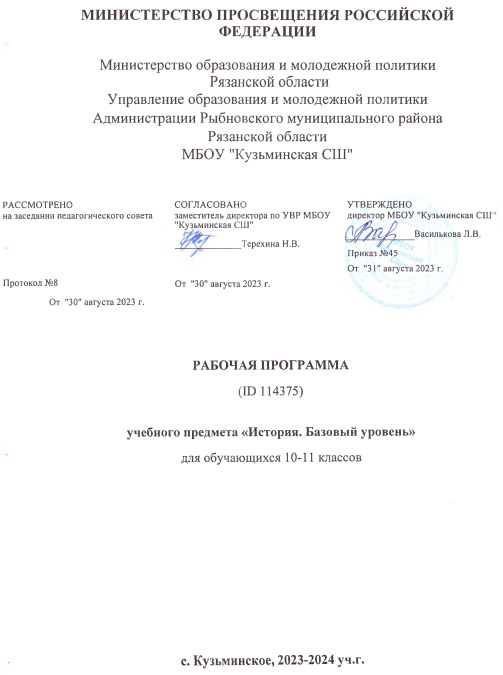 МИНИСТЕРСТВО ПРОСВЕЩЕНИЯ РОССИЙСКОЙ
ФЕДЕРАЦИИ
Министерство образования и молодежной политики
Рязанской области
Управление образования и молодежной политики
Администрации Рыбновского муниципального района
Рязанской области
МБОУ "Кузьминская СШ"
РАССМОТРЕНО
на заседании педагогического совета
Протокол №8
От "30" августа 2023 г.
СОГЛАСОВАНО
заместитель директора по УВР МБОУ
"Кузьминская СШ"
Терехина Н.В.
От "30" августа 2023 г.
УТВЕРЖДЕНО
директор МБОУ "Кузьминская СШ"
Василькова Л.В.
Приказ №45
От "31" августа 2023 г.
РАБОЧАЯ ПРОГРАММА
(ID 114375)
учебного предмета «История. Базовый уровень»
для обучающихся 10-11 классов
с. Кузьминское, 2023-2024 уч.г.